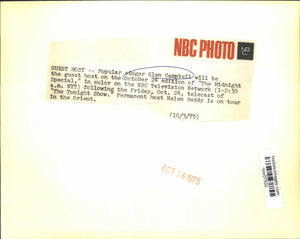 NBC PHOTO
GUEST HOST -- Popular singer Glen Campbell will be
the guest host on the October 24 edition of "The Midnight
Special," in color on the NBC Television Network (1-2:30
a.m. NYT) following the Friday, Oct. 24, telecast of
"The Tonight Show." Permanent host Helen Reddy is on tour
in the Orient.
(10/3/75)
OCT 16 1975